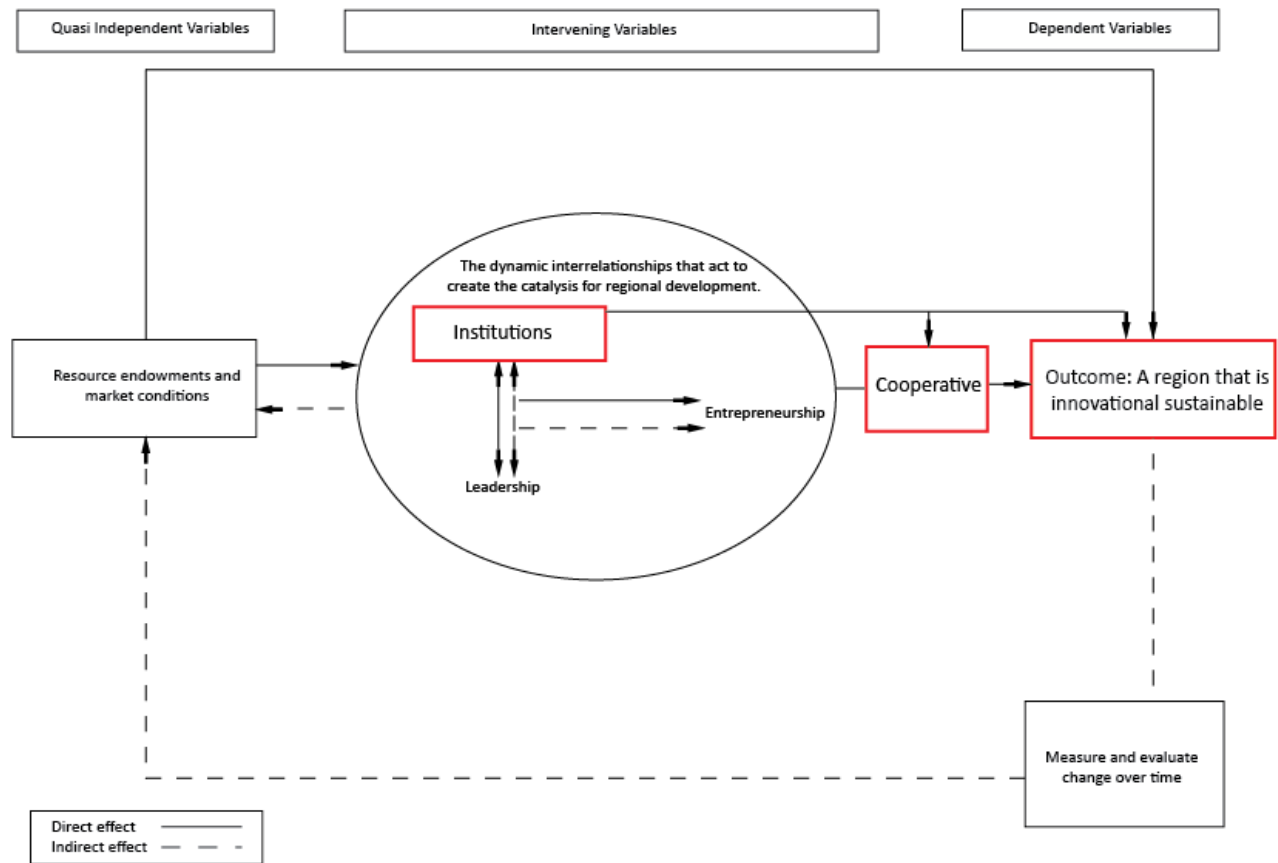 Quasi Independent Variables
Intervening Variables
Dependent Variables
The dynamic interrelationships that act to
create the catalysis for regional development.
Institutions
Resource endowments and
market conditions
Cooperative
Outcome: A region that is
innovational sustainable
Entrepreneurship
Leadership
Measure and evaluate
change over time
Direct effect
Indirect effect